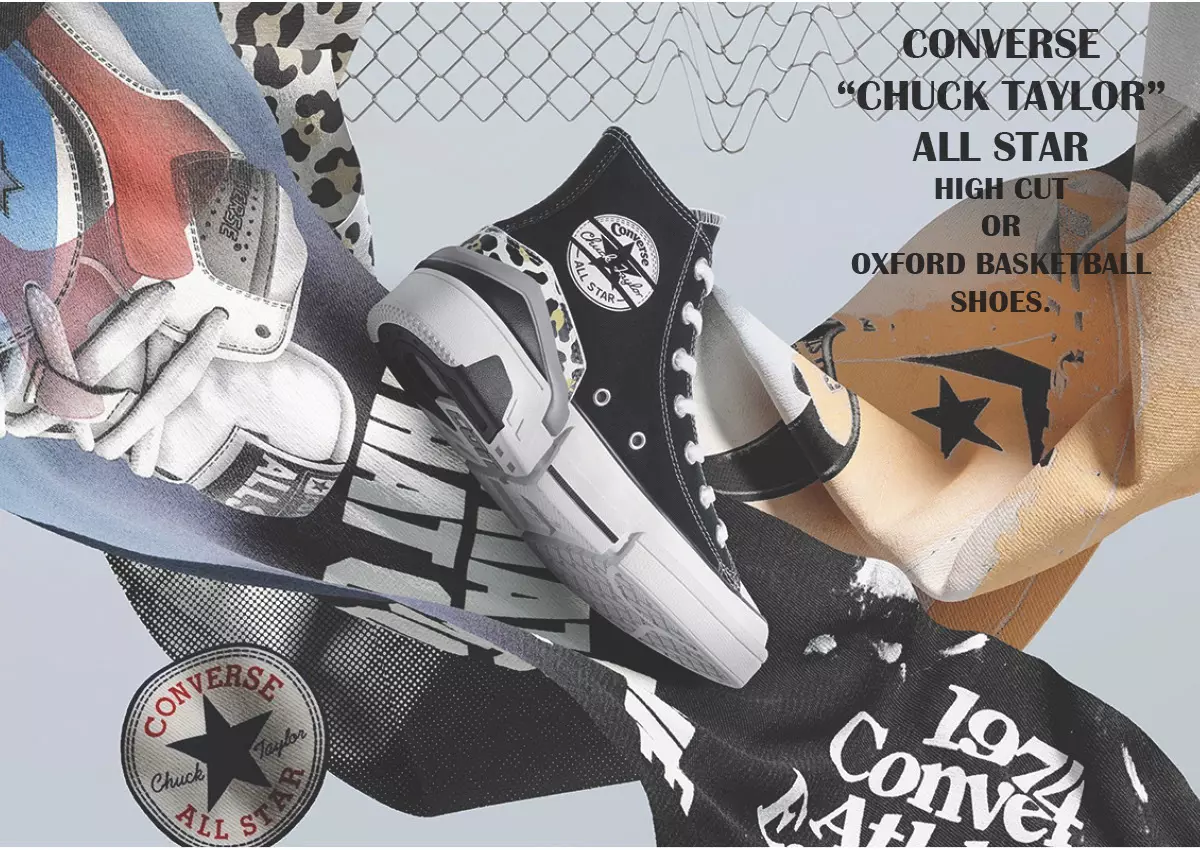 CONVERSE
“CHUCK TAYLOR”
ALL STAR
HIGH CUT
OR
OXFORD BASKETBALL
SHOES.
Converse
Chuck Taylor
ALL STAR
CONVERSE
Chuck Taylor
ALL STAR
1974